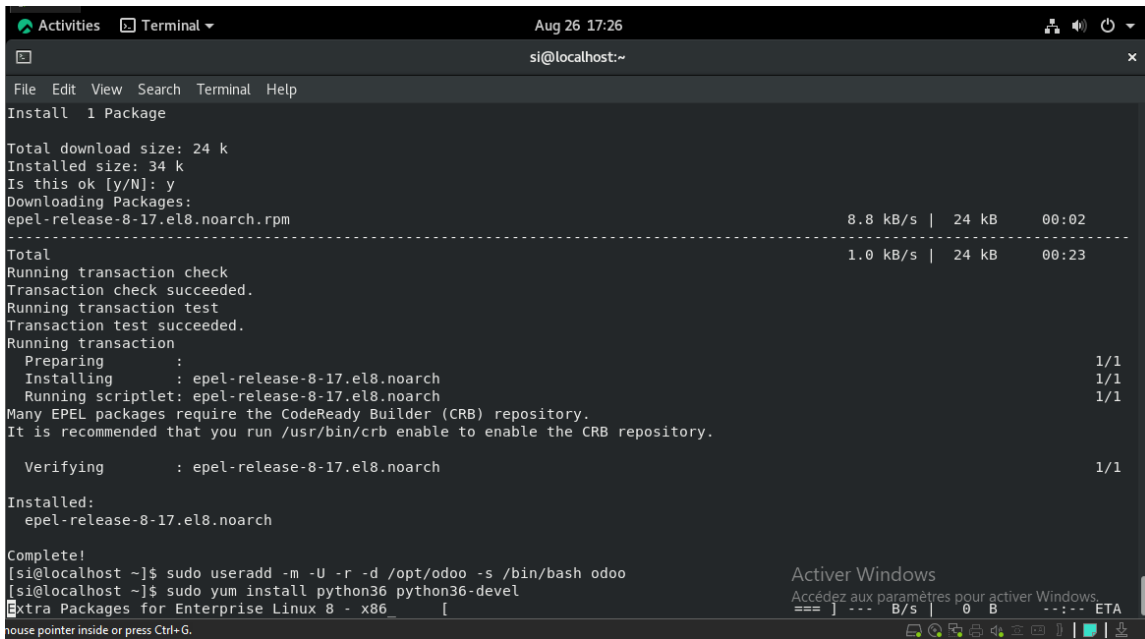 Activities Terminal Aug 26 17:26
si@localhost:~ ×
File Edit View Search Terminal Help
Install 1 Package
Total download size: 24 k
Installed size: 34 k
Is this ok [y/N]: y
Downloading Packages:
epel-release-8-17.el8.noarch.rpm 8.8 kB/s | 24 kB 00:02
--------------------------------------------------------------------------------
Total 1.0 kB/s | 24 kB 00:23
Running transaction check
Transaction check succeeded.
Running transaction test
Transaction test succeeded.
Running transaction
Preparing : 1/1
Installing : epel-release-8-17.el8.noarch 1/1
Running scriptlet: epel-release-8-17.el8.noarch 1/1
Many EPEL packages require the CodeReady Builder (CRB) repository.
It is recommended that you run /usr/bin/crb enable to enable the CRB repository.
Verifying : epel-release-8-17.el8.noarch 1/1
Installed:
epel-release-8-17.el8.noarch
Complete!
[si@localhost ~]$ sudo useradd -m -U -r -d /opt/odoo -s /bin/bash odoo
Activer Windows
[si@localhost ~]$ sudo yum install python36 python36-devel
Accédez aux paramètres pour activer Windows.
Extra Packages for Enterprise Linux 8 - x86_ [ === ] --- B/s | 0 B --:-- ETA
mouse pointer inside or press Ctrl+G.